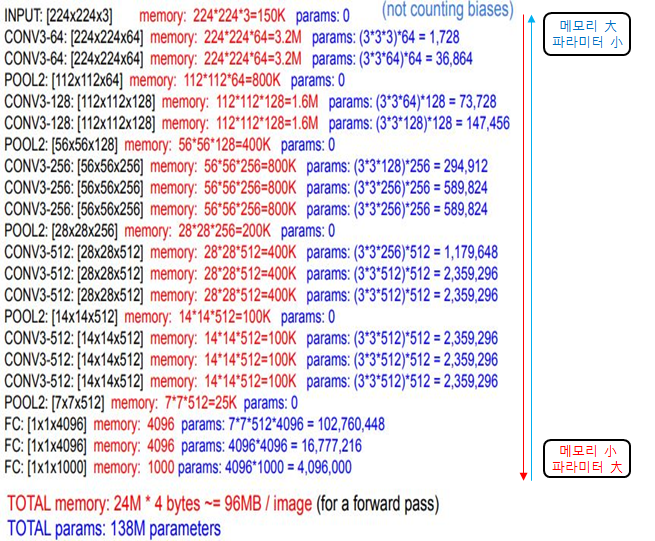 (not counting biases)
INPUT: [224x224x3] memory: 224*224*3=150K params: 0
CONV3-64: [224x224x64] memory: 224*224*64=3.2M params: (3*3*3)*64 = 1,728
CONV3-64: [224x224x64] memory: 224*224*64=3.2M params: (3*3*64)*64 = 36,864
POOL2: [112x112x64] memory: 112*112*64=800K params: 0
CONV3-128: [112x112x128] memory: 112*112*128=1.6M params: (3*3*64)*128 = 73,728
CONV3-128: [112x112x128] memory: 112*112*128=1.6M params: (3*3*128)*128 = 147,456
POOL2: [56x56x128] memory: 56*56*128=400K params: 0
CONV3-256: [56x56x256] memory: 56*56*256=800K params: (3*3*128)*256 = 294,912
CONV3-256: [56x56x256] memory: 56*56*256=800K params: (3*3*256)*256 = 589,824
CONV3-256: [56x56x256] memory: 56*56*256=800K params: (3*3*256)*256 = 589,824
POOL2: [28x28x256] memory: 28*28*256=200K params: 0
CONV3-512: [28x28x512] memory: 28*28*512=400K params: (3*3*256)*512 = 1,179,648
CONV3-512: [28x28x512] memory: 28*28*512=400K params: (3*3*512)*512 = 2,359,296
CONV3-512: [28x28x512] memory: 28*28*512=400K params: (3*3*512)*512 = 2,359,296
POOL2: [14x14x512] memory: 14*14*512=100K params: 0
CONV3-512: [14x14x512] memory: 14*14*512=100K params: (3*3*512)*512 = 2,359,296
CONV3-512: [14x14x512] memory: 14*14*512=100K params: (3*3*512)*512 = 2,359,296
CONV3-512: [14x14x512] memory: 14*14*512=100K params: (3*3*512)*512 = 2,359,296
POOL2: [7x7x512] memory: 7*7*512=25K params: 0
FC: [1x1x4096] memory: 4096 params: 7*7*512*4096 = 102,760,448
FC: [1x1x4096] memory: 4096 params: 4096*4096 = 16,777,216
FC: [1x1x1000] memory: 1000 params: 4096*1000 = 4,096,000
TOTAL memory: 24M * 4 bytes ~= 96MB / image (for a forward pass)
TOTAL params: 138M parameters
메모리 大
파라미터 小
메모리 小
파라미터 大